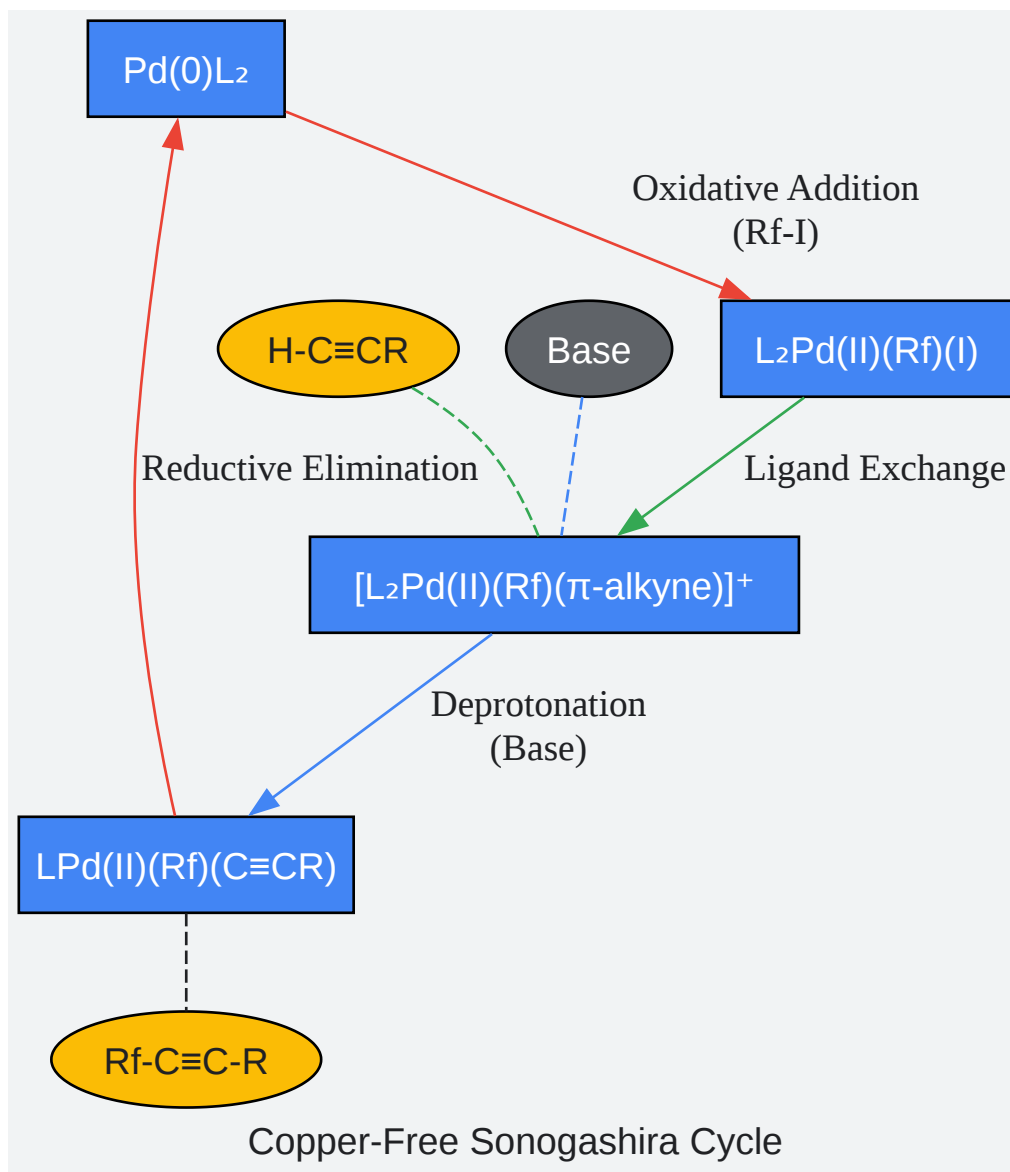 Pd(0)L₂
Oxidative Addition
(Rf-I)
H-C≡CR
Base
L₂Pd(II)(Rf)(I)
Reductive Elimination
Ligand Exchange
[L₂Pd(II)(Rf)(π-alkyne)]⁺
Deprotonation
(Base)
LPd(II)(Rf)(C≡CR)
Rf-C≡C-R
Copper-Free Sonogashira Cycle